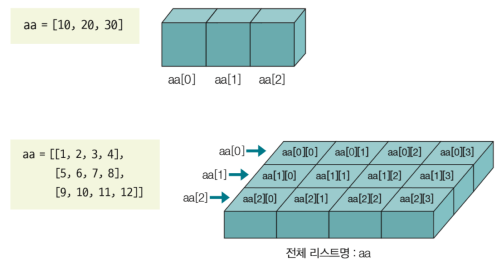 aa = [10, 20, 30]
aa[0] aa[1] aa[2]
aa = [[1, 2, 3, 4],
[5, 6, 7, 8],
[9, 10, 11, 12]]
aa[0] aa[0][0] aa[0][1] aa[0][2] aa[0][3]
aa[1] aa[1][0] aa[1][1] aa[1][2] aa[1][3]
aa[2] aa[2][0] aa[2][1] aa[2][2] aa[2][3]
전체 리스트명 : aa